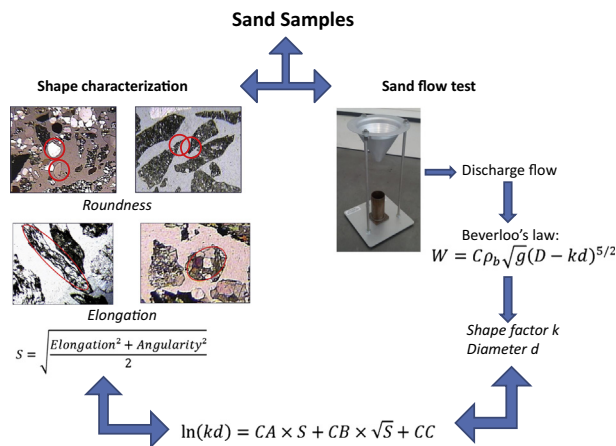 Sand Samples
Shape characterization
Roundness
Elongation
S = √((Elongation² + Angularity²)/2)
Sand flow test
Discharge flow
Beverloo's law:
W = Cρ_b√g(D − kd)^{5/2}
Shape factor k
Diameter d
ln(kd) = CA × S + CB × √S + CC